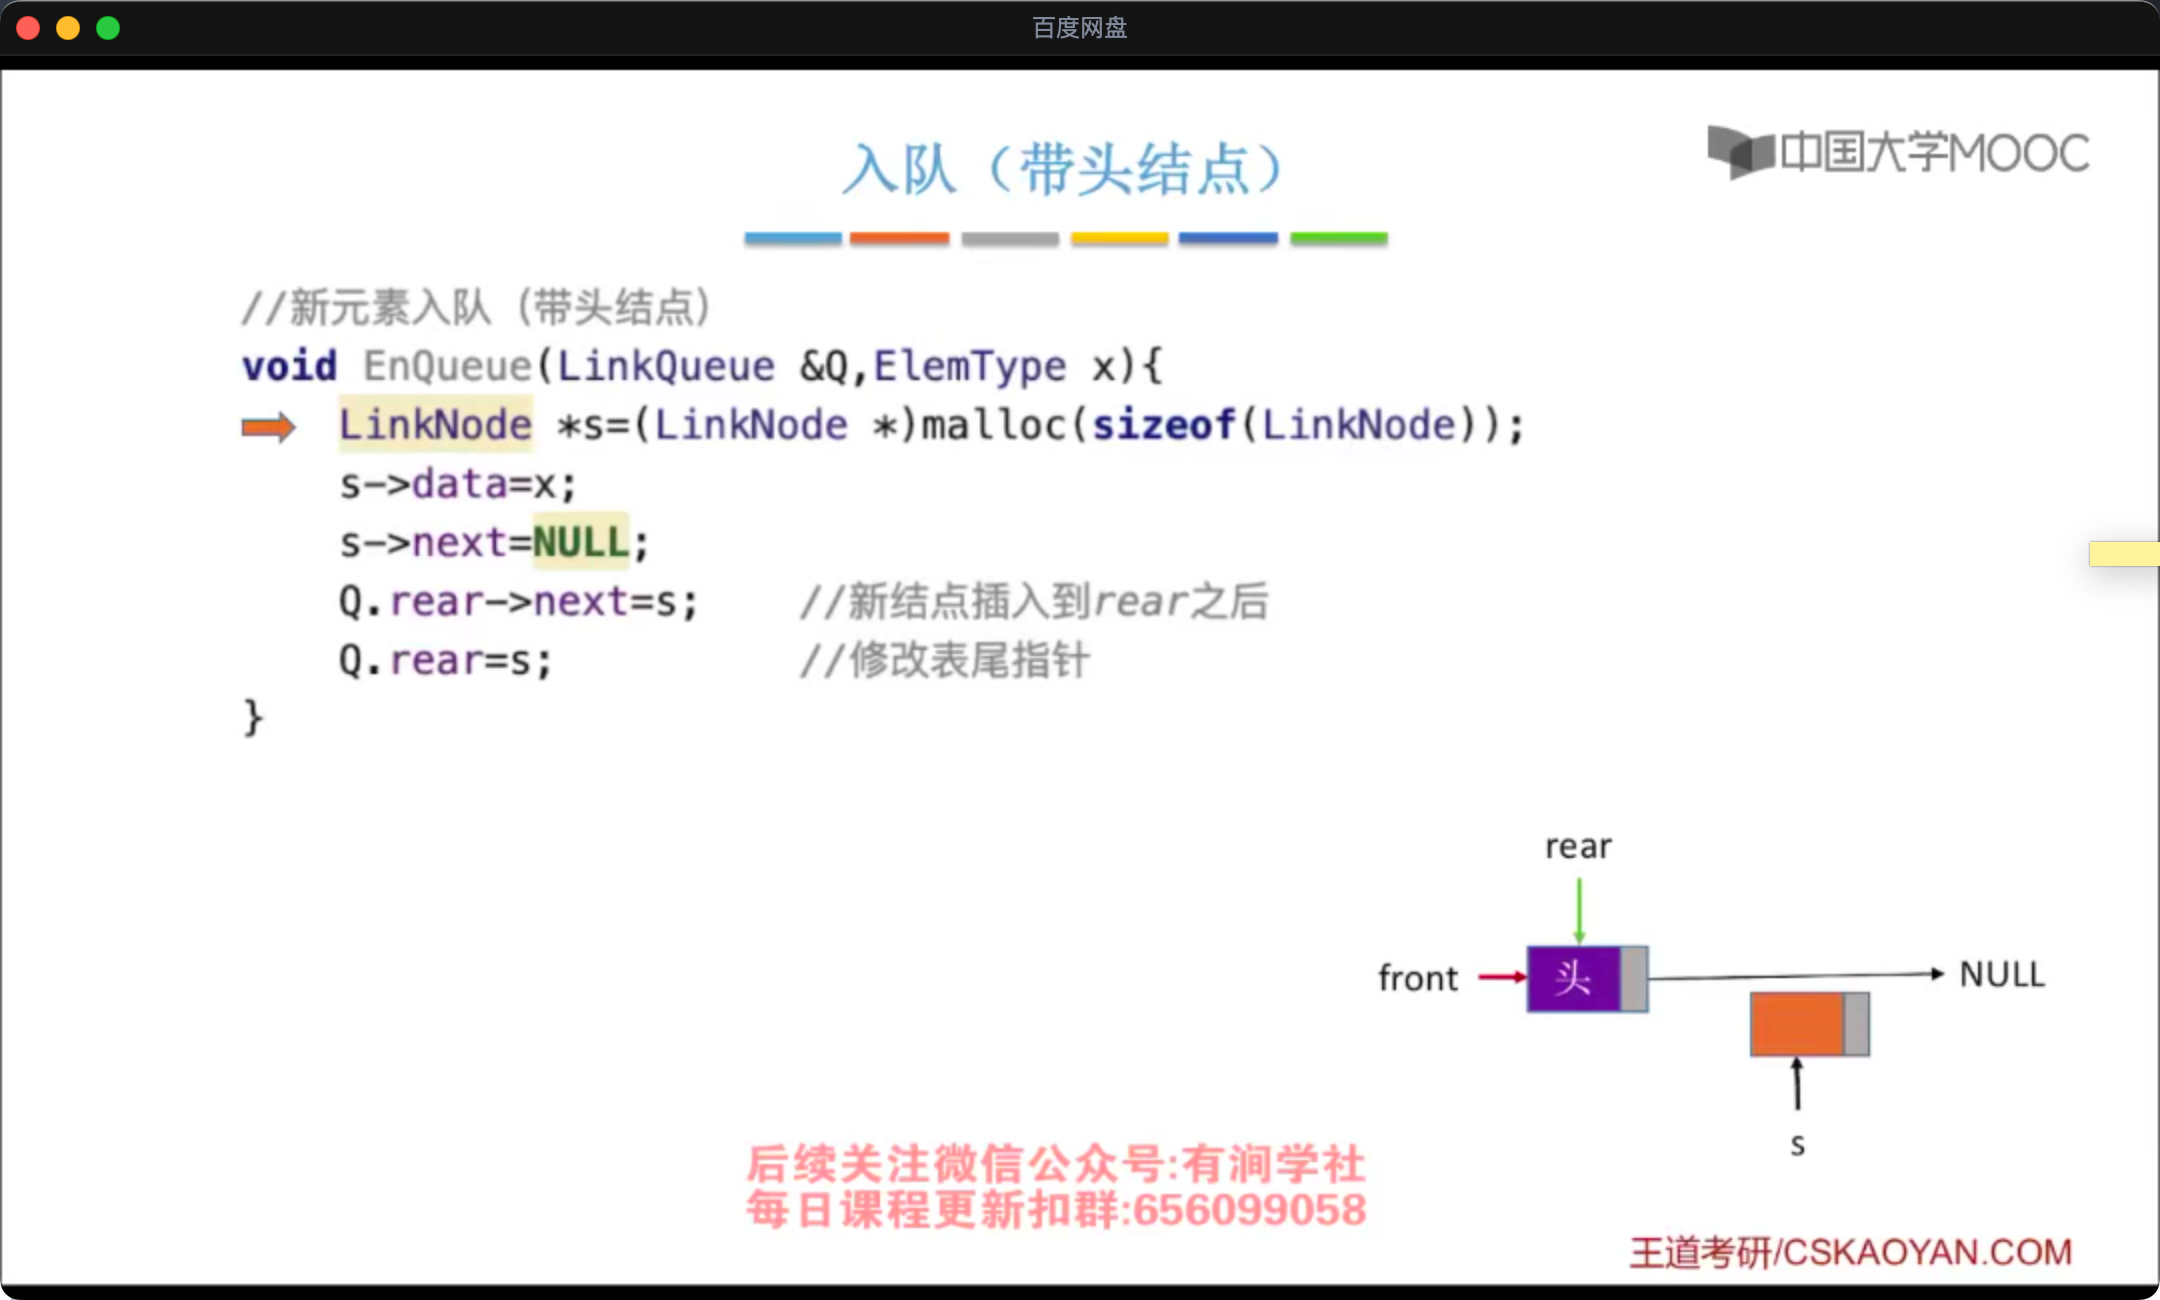 百度网盘
中国大学MOOC
入队（带头结点）
//新元素入队（带头结点）
void EnQueue(LinkQueue &Q,ElemType x){
LinkNode *s=(LinkNode *)malloc(sizeof(LinkNode));
s->data=x;
s->next=NULL;
Q.rear->next=s; //新结点插入到rear之后
Q.rear=s; //修改表尾指针
}
rear
front
头
NULL
s
后续关注微信公众号:有涧学社
每日课程更新扣群:656099058
王道考研/CSKAOYAN.COM